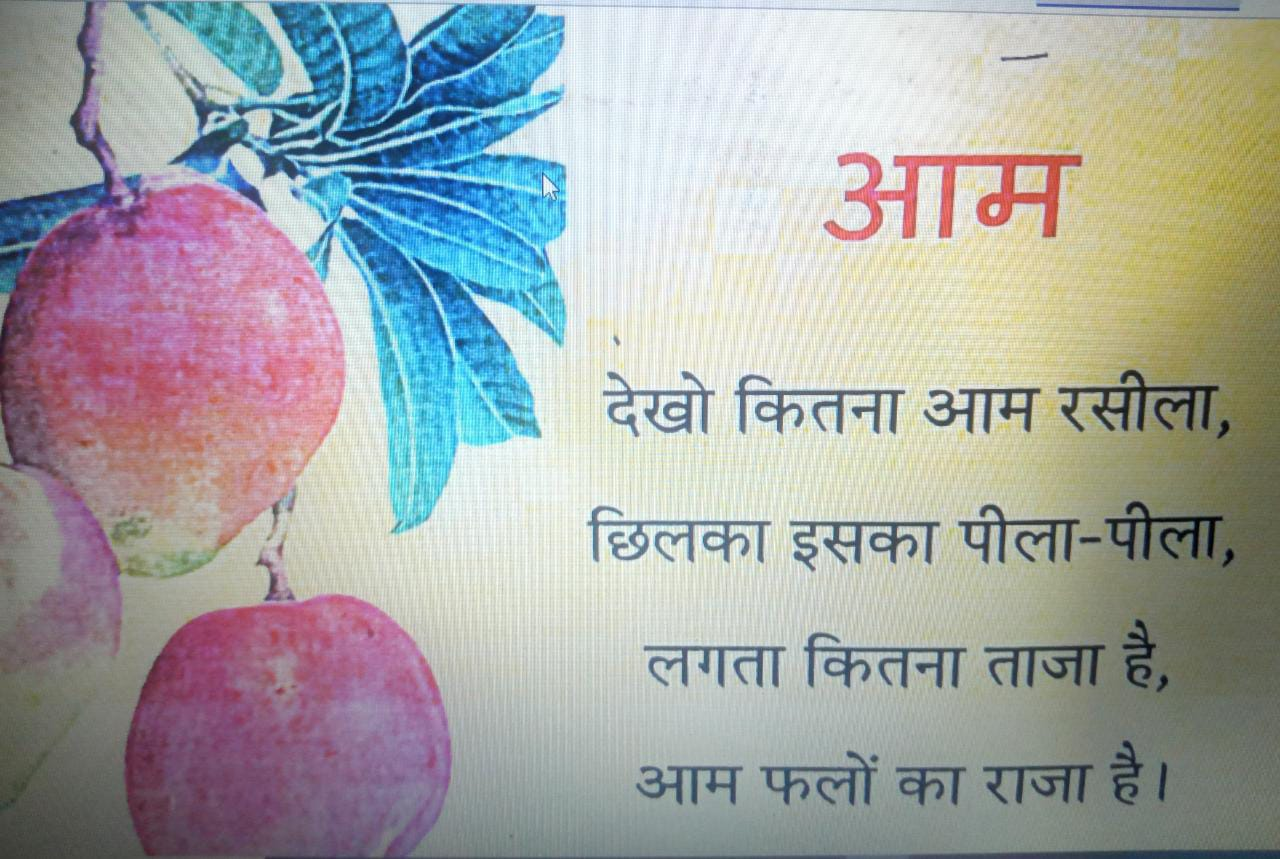 आम
देखो कितना आम रसीला,
छिलका इसका पीला-पीला,
लगता कितना ताजा है,
आम फलों का राजा है।